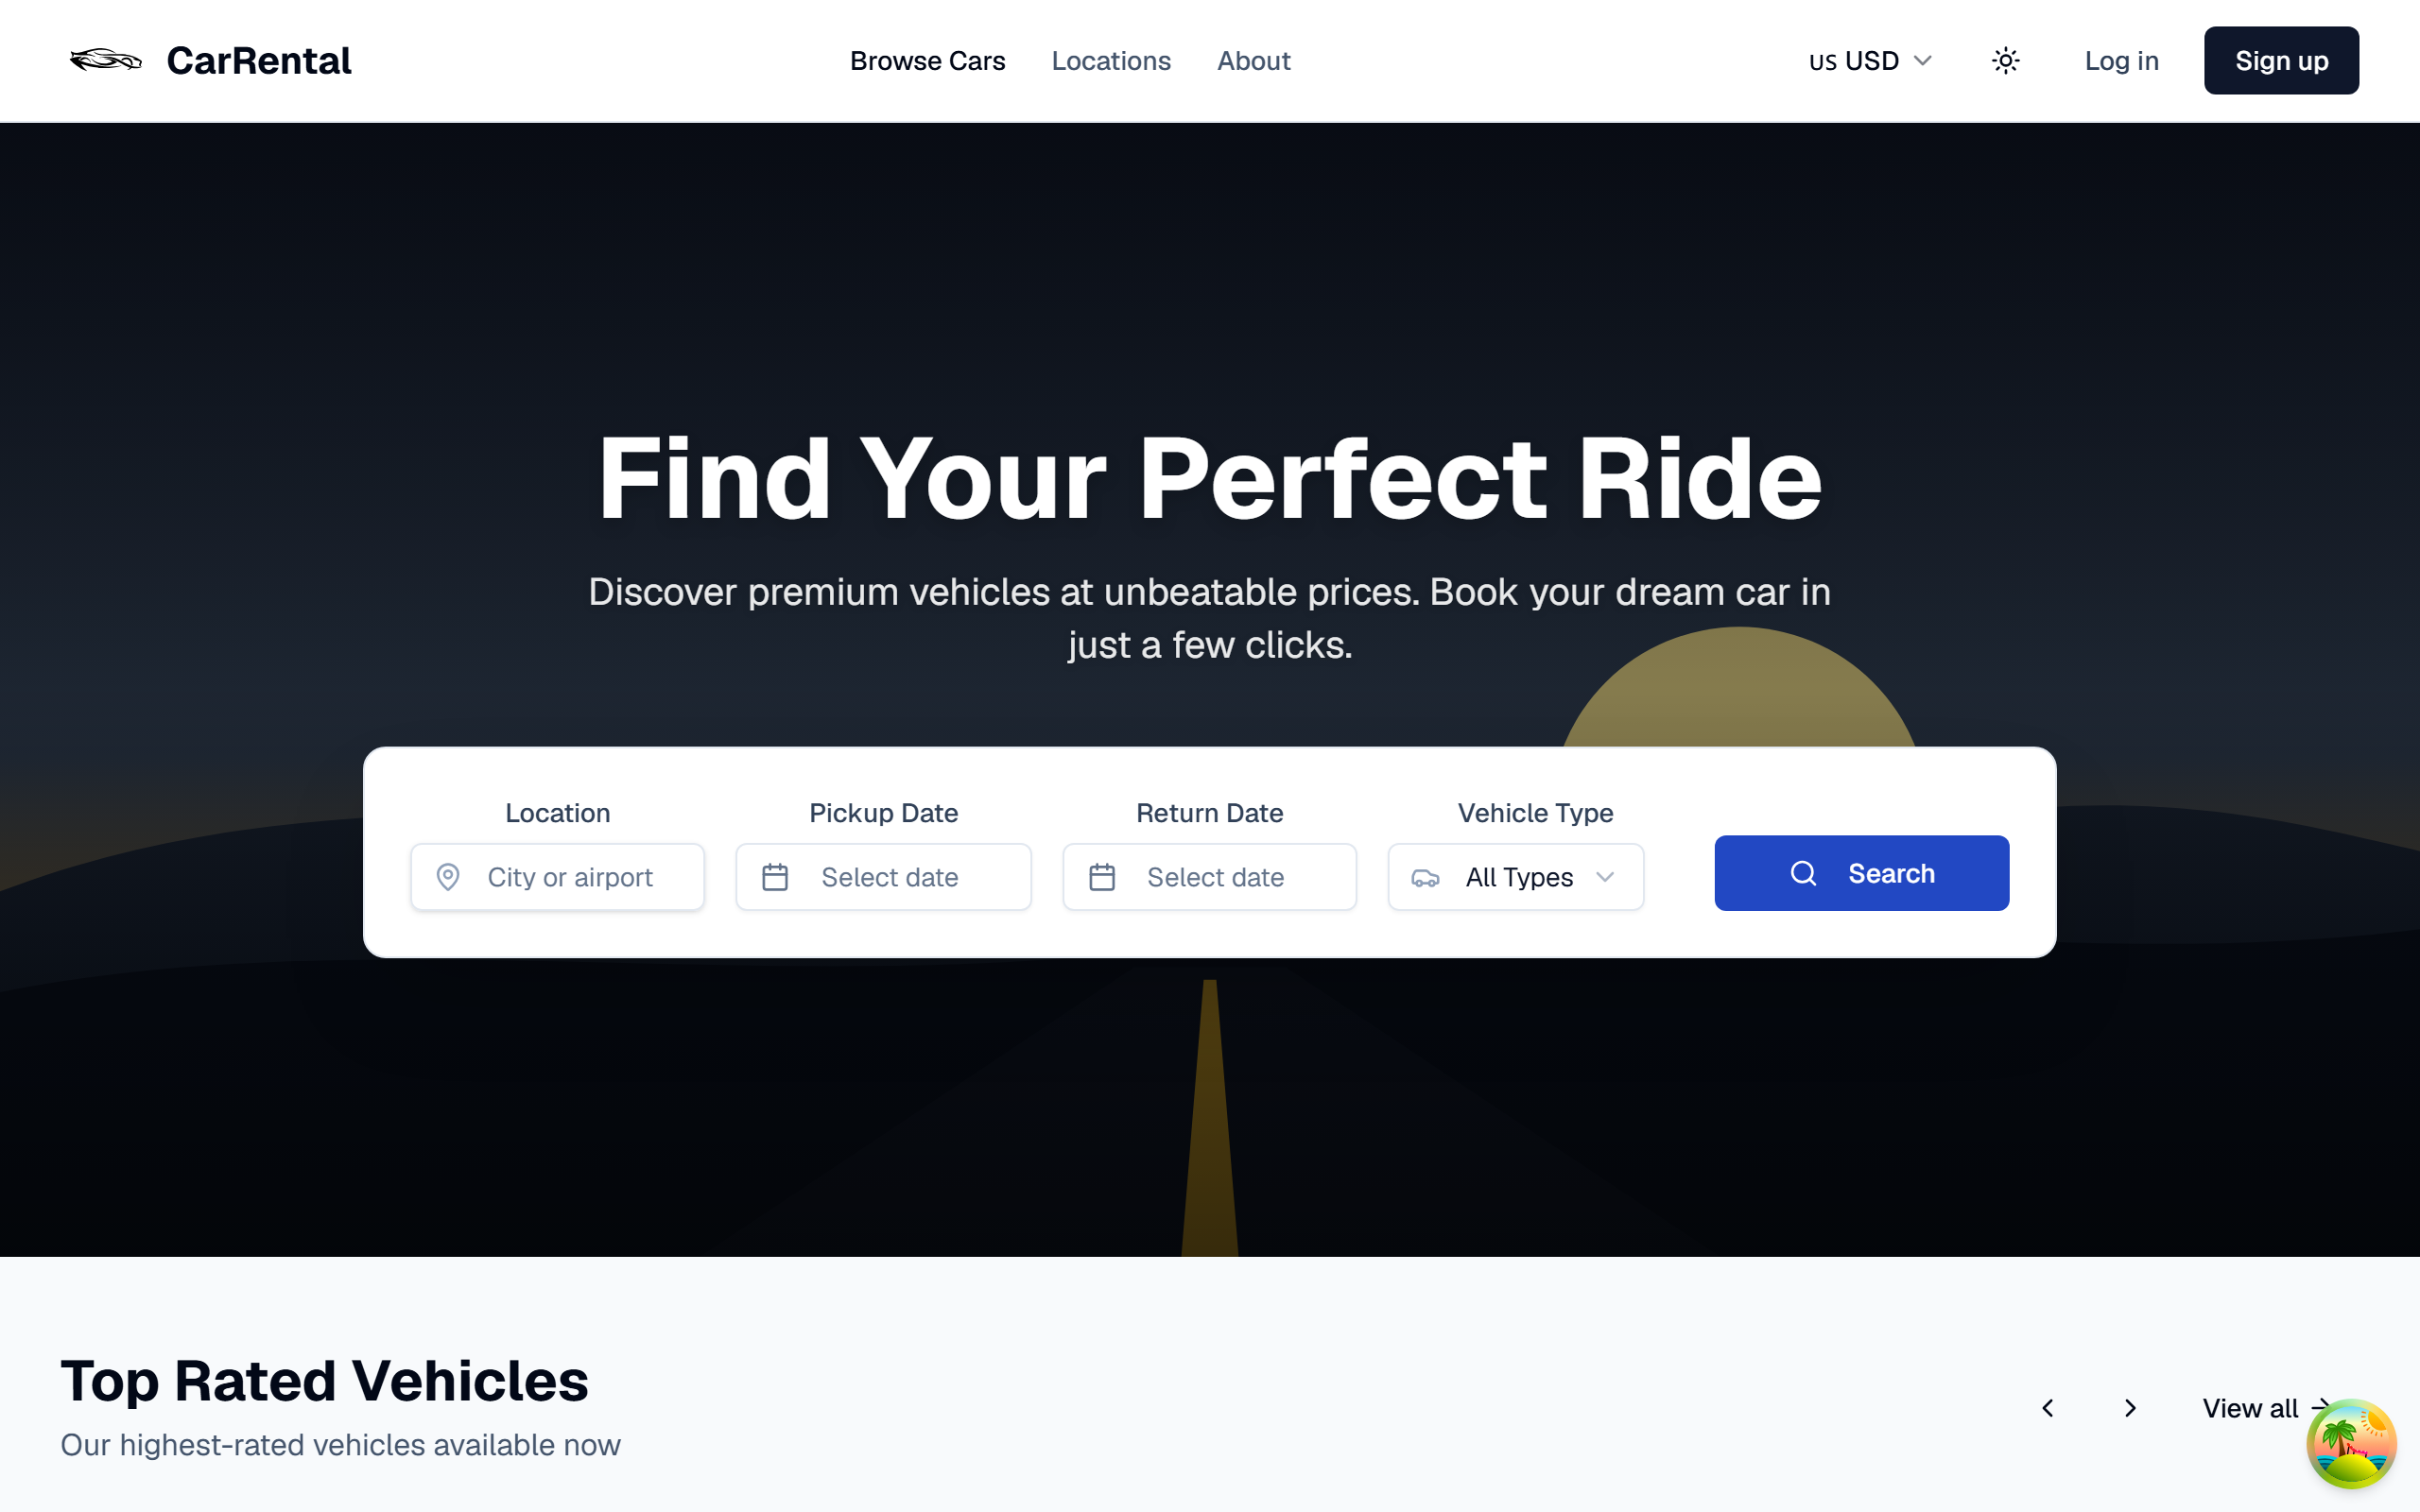 CarRental
Browse Cars
Locations
About
US USD
Log in
Sign up
Find Your Perfect Ride
Discover premium vehicles at unbeatable prices. Book your dream car in
just a few clicks.
Location
Pickup Date
Return Date
Vehicle Type
City or airport
Select date
Select date
All Types
Search
Top Rated Vehicles
Our highest-rated vehicles available now
View all